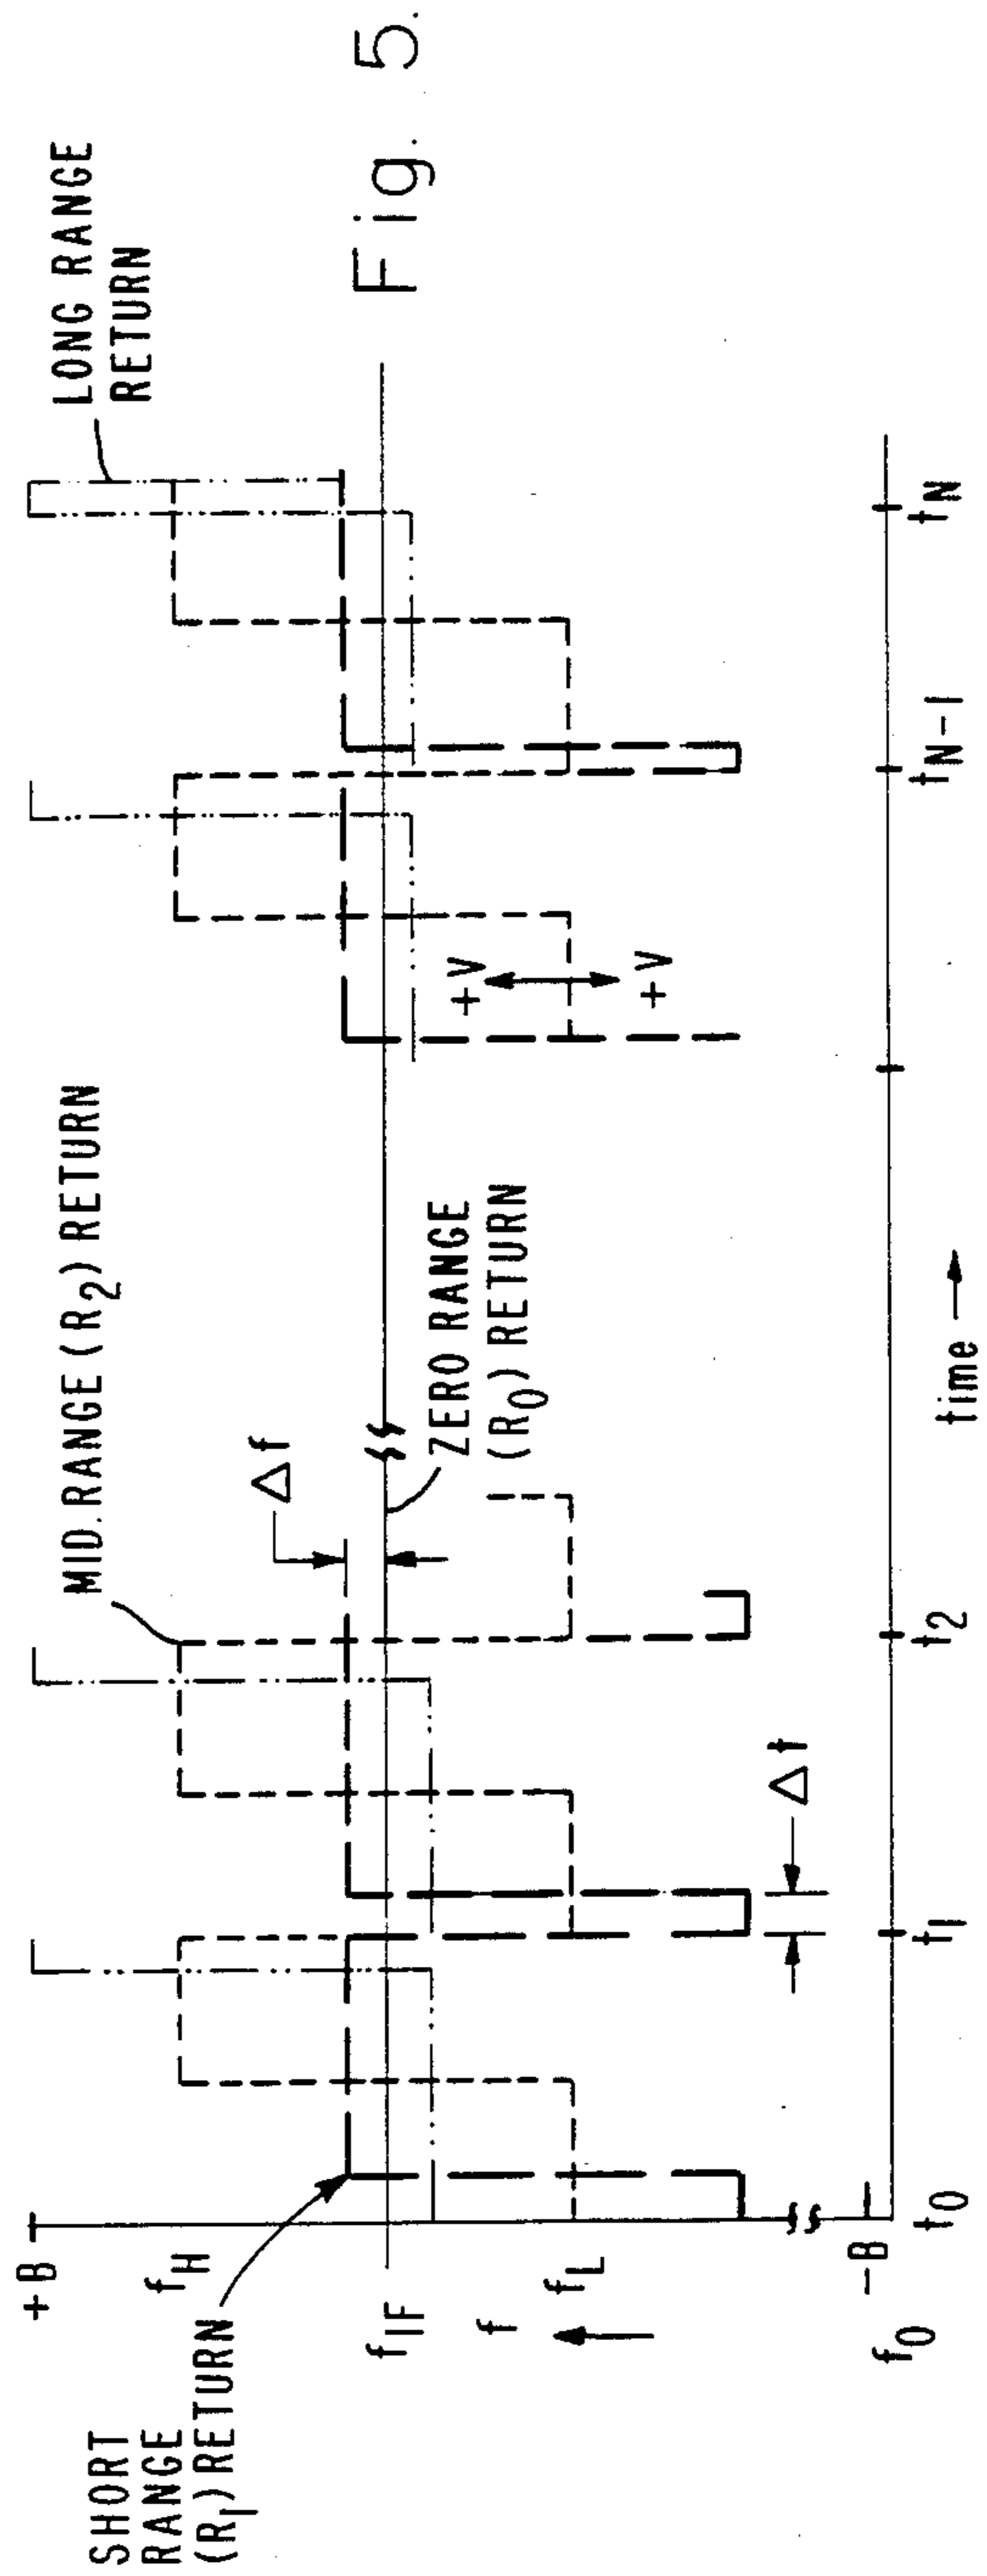 SHORT
RANGE
(R1) RETURN
+B
fH
fIF
f
fL
-B
fO
MID. RANGE (R2) RETURN
Δf
ZERO RANGE
(R0) RETURN
+V
+V
LONG RANGE
RETURN
Δt
t0
t1
t2
tN-1
tN
time
Fig. 5.